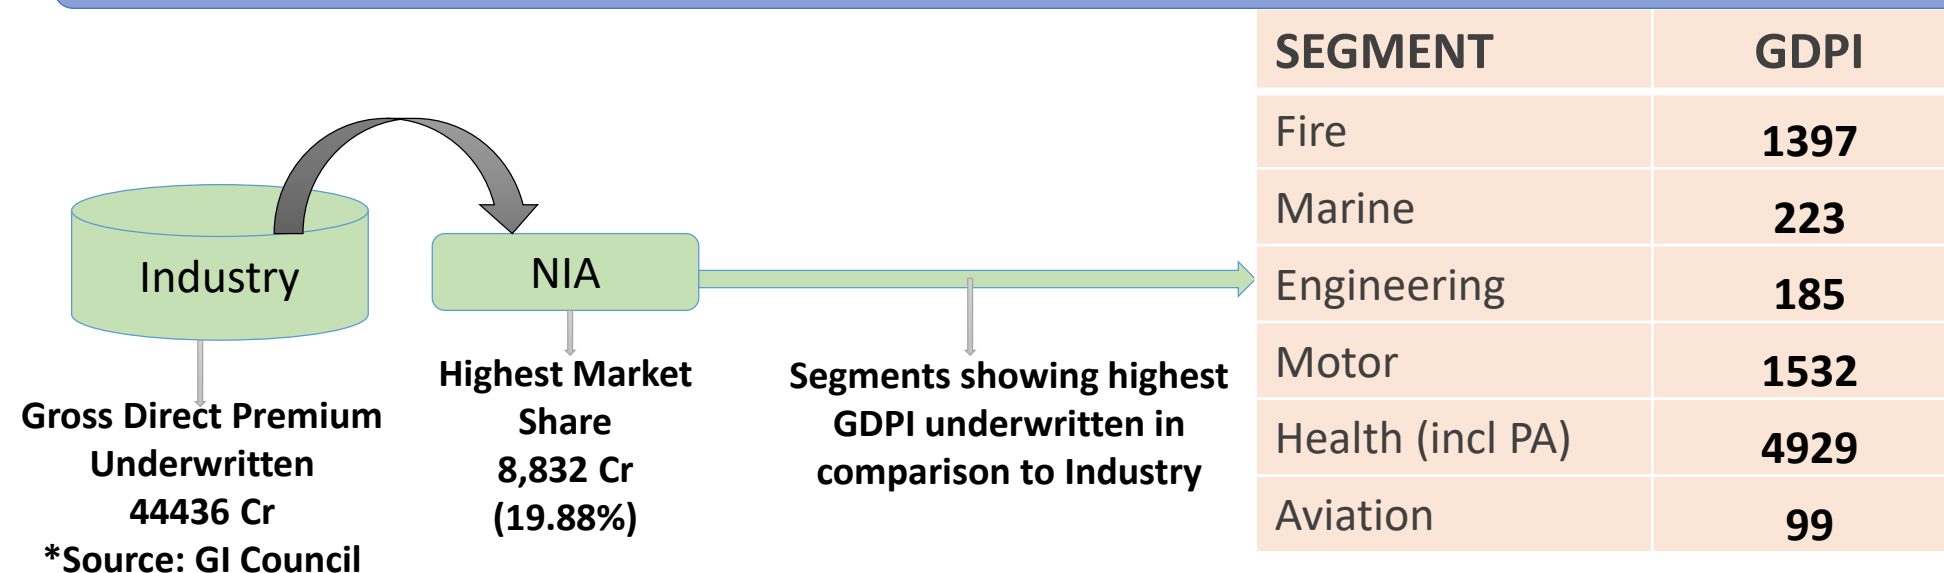 Industry
Gross Direct Premium
Underwritten
44436 Cr
*Source: GI Council
NIA
Highest Market
Share
8,832 Cr
(19.88%)
Segments showing highest
GDPI underwritten in
comparison to Industry
SEGMENT GDPI
Fire 1397
Marine 223
Engineering 185
Motor 1532
Health (incl PA) 4929
Aviation 99